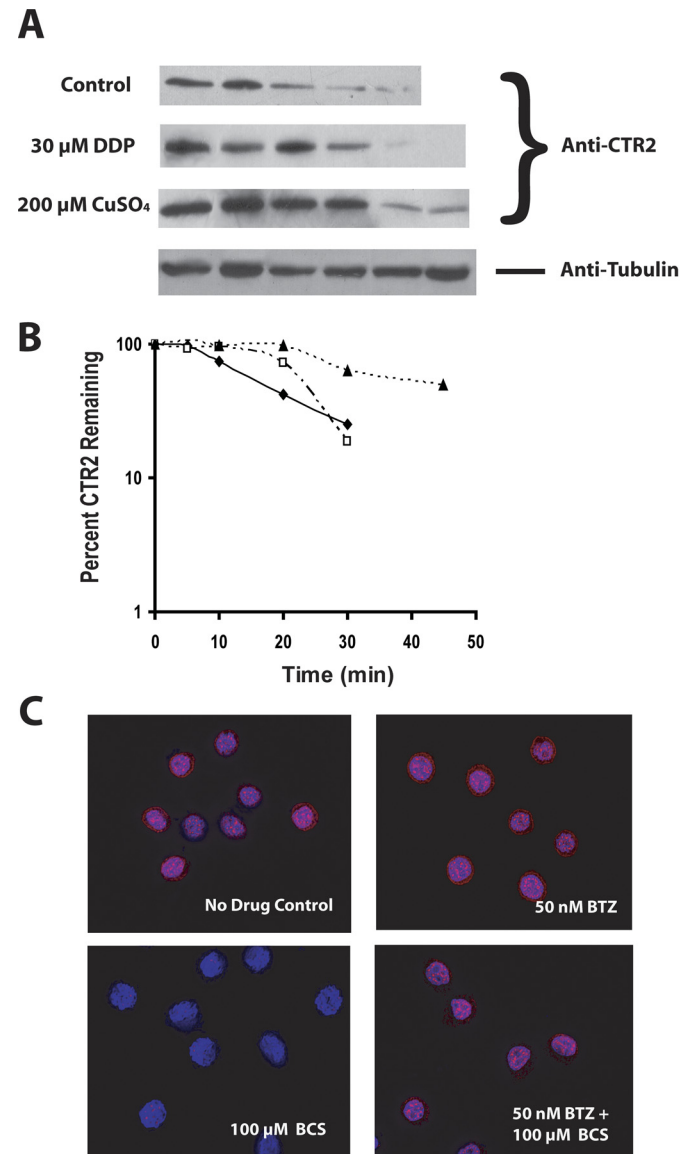 A
Control
30 µM DDP
200 µM CuSO₄
Anti-CTR2
Anti-Tubulin
B
Percent CTR2 Remaining
100
10
1
0 10 20 30 40 50
Time (min)
C
No Drug Control
50 nM BTZ
100 µM BCS
50 nM BTZ +
100 µM BCS